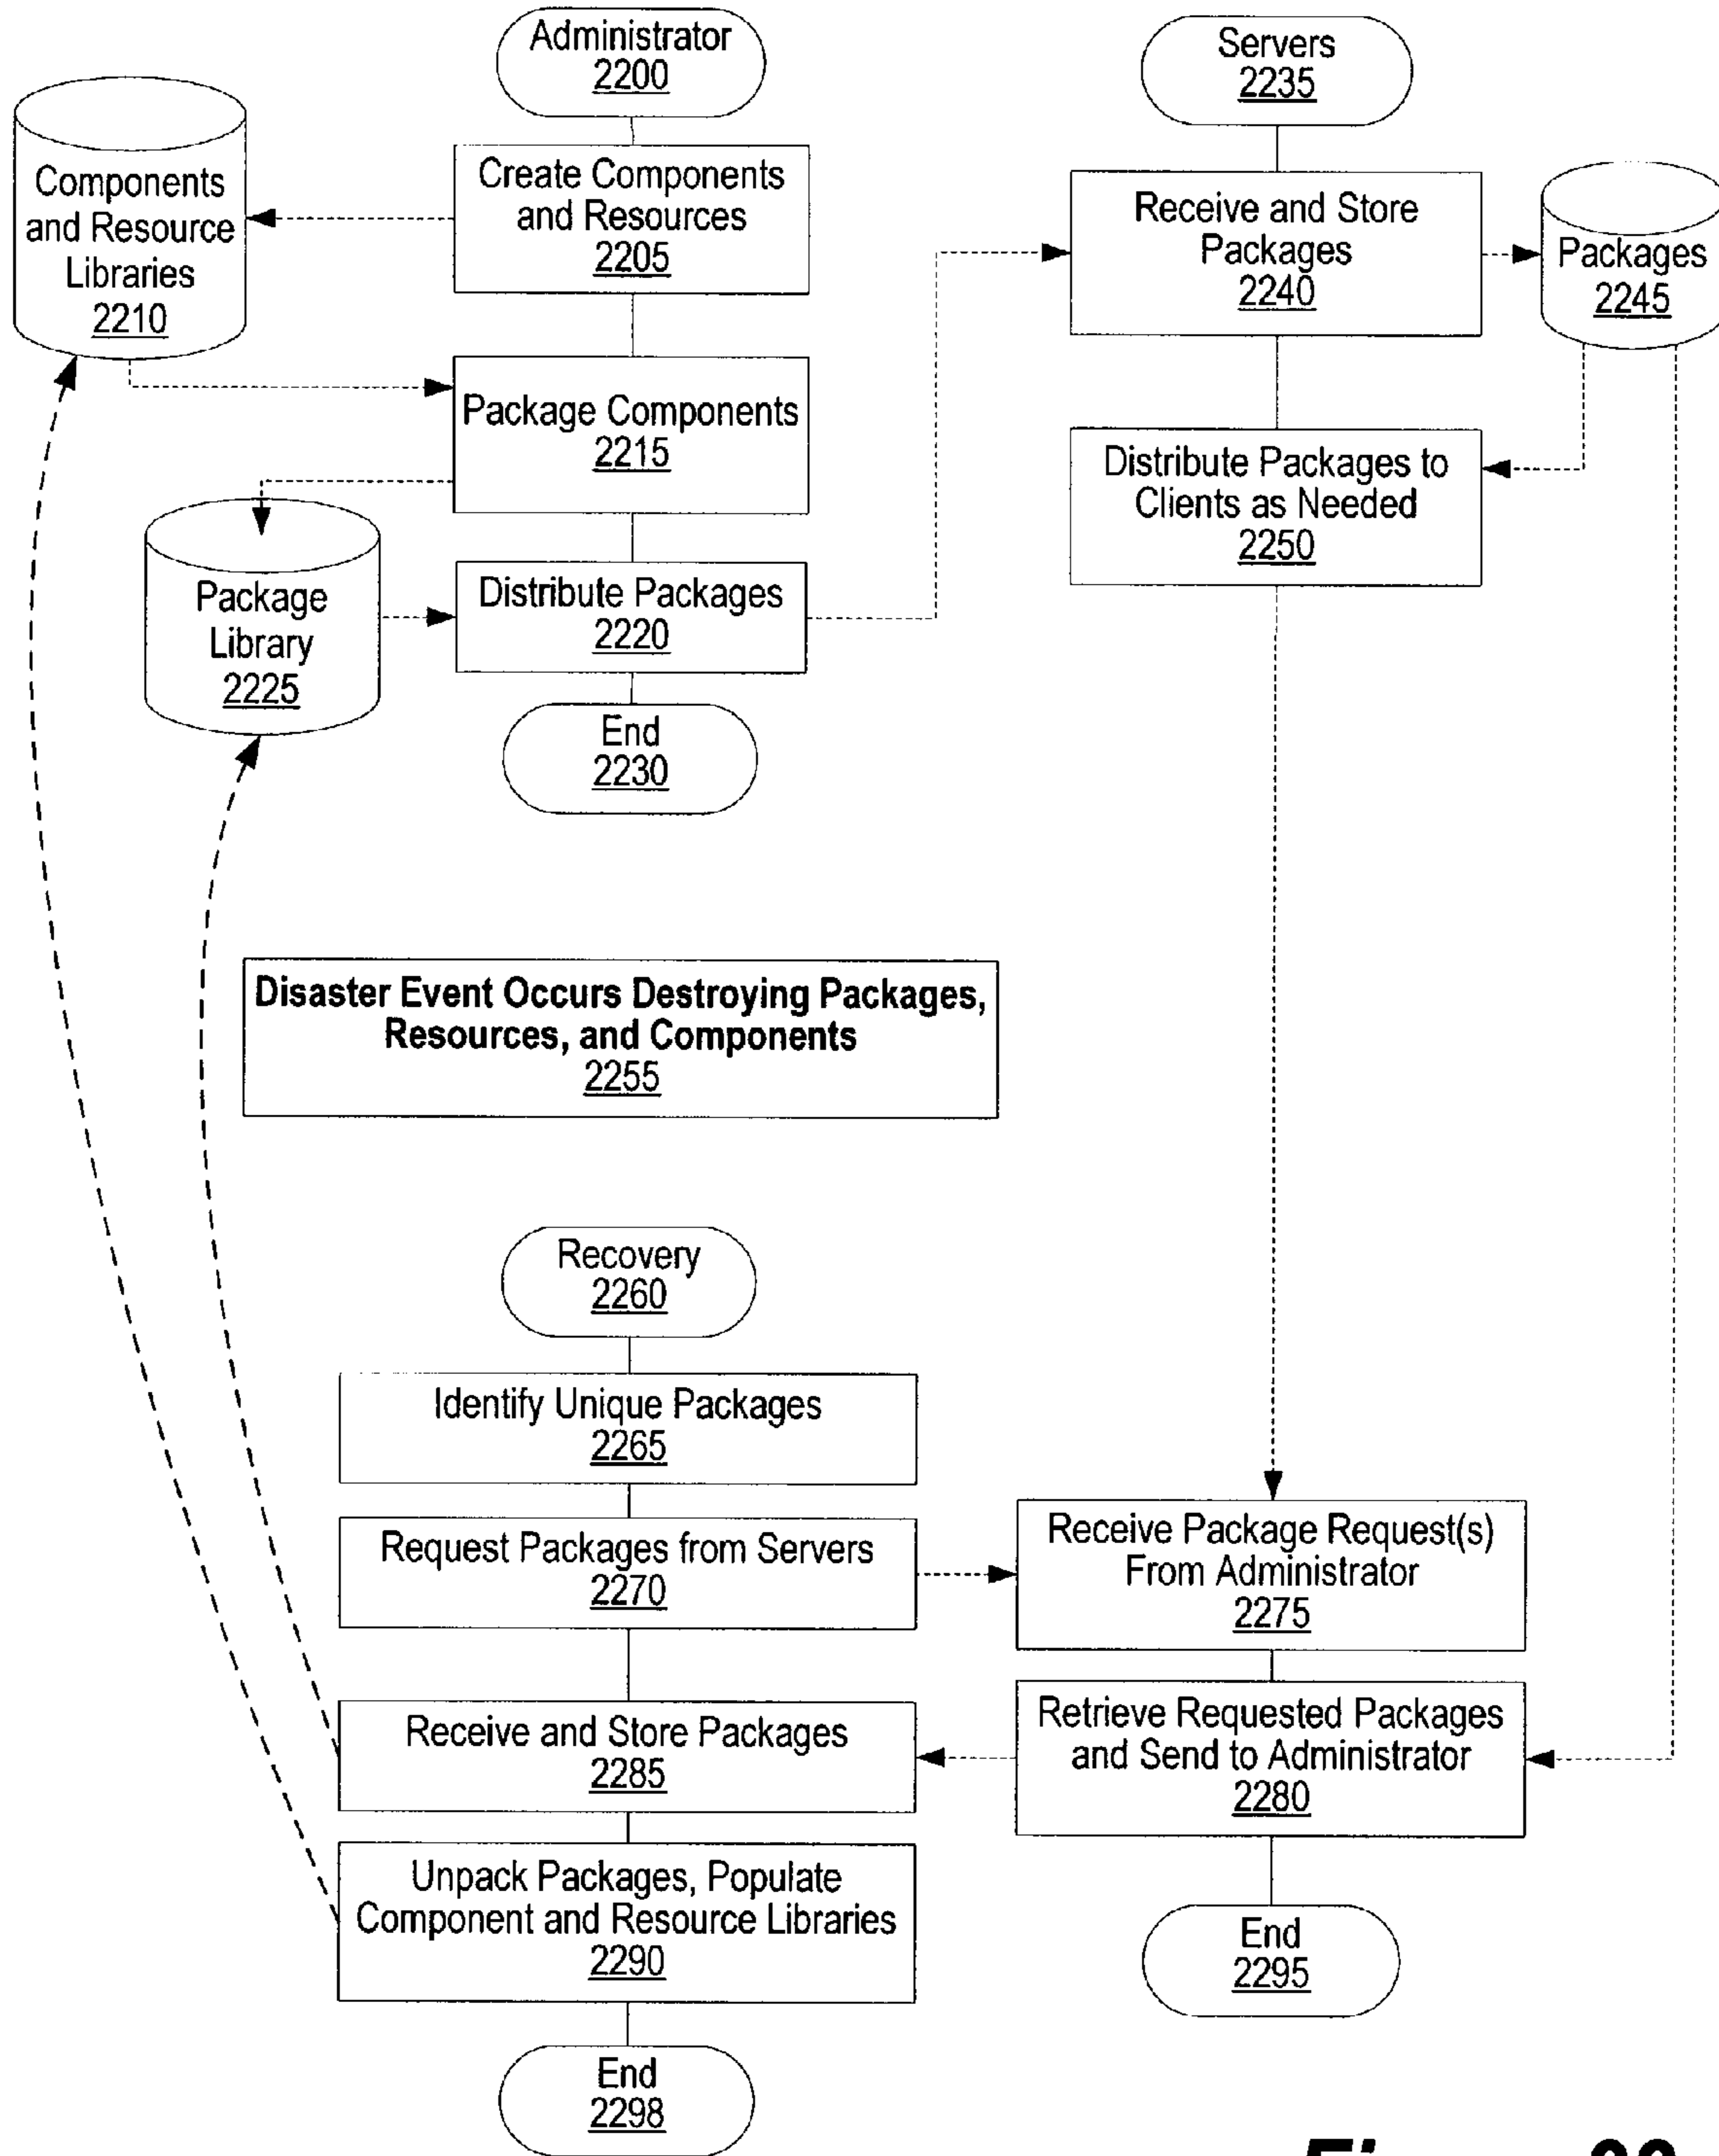 Administrator
2200
Servers
2235
Components
and Resource
Libraries
2210
Create Components
and Resources
2205
Receive and Store
Packages
2240
Packages
2245
Package Components
2215
Distribute Packages to
Clients as Needed
2250
Package
Library
2225
Distribute Packages
2220
End
2230
Disaster Event Occurs Destroying Packages,
Resources, and Components
2255
Recovery
2260
Identify Unique Packages
2265
Request Packages from Servers
2270
Receive Package Request(s)
From Administrator
2275
Receive and Store Packages
2285
Retrieve Requested Packages
and Send to Administrator
2280
Unpack Packages, Populate
Component and Resource Libraries
2290
End
2295
End
2298